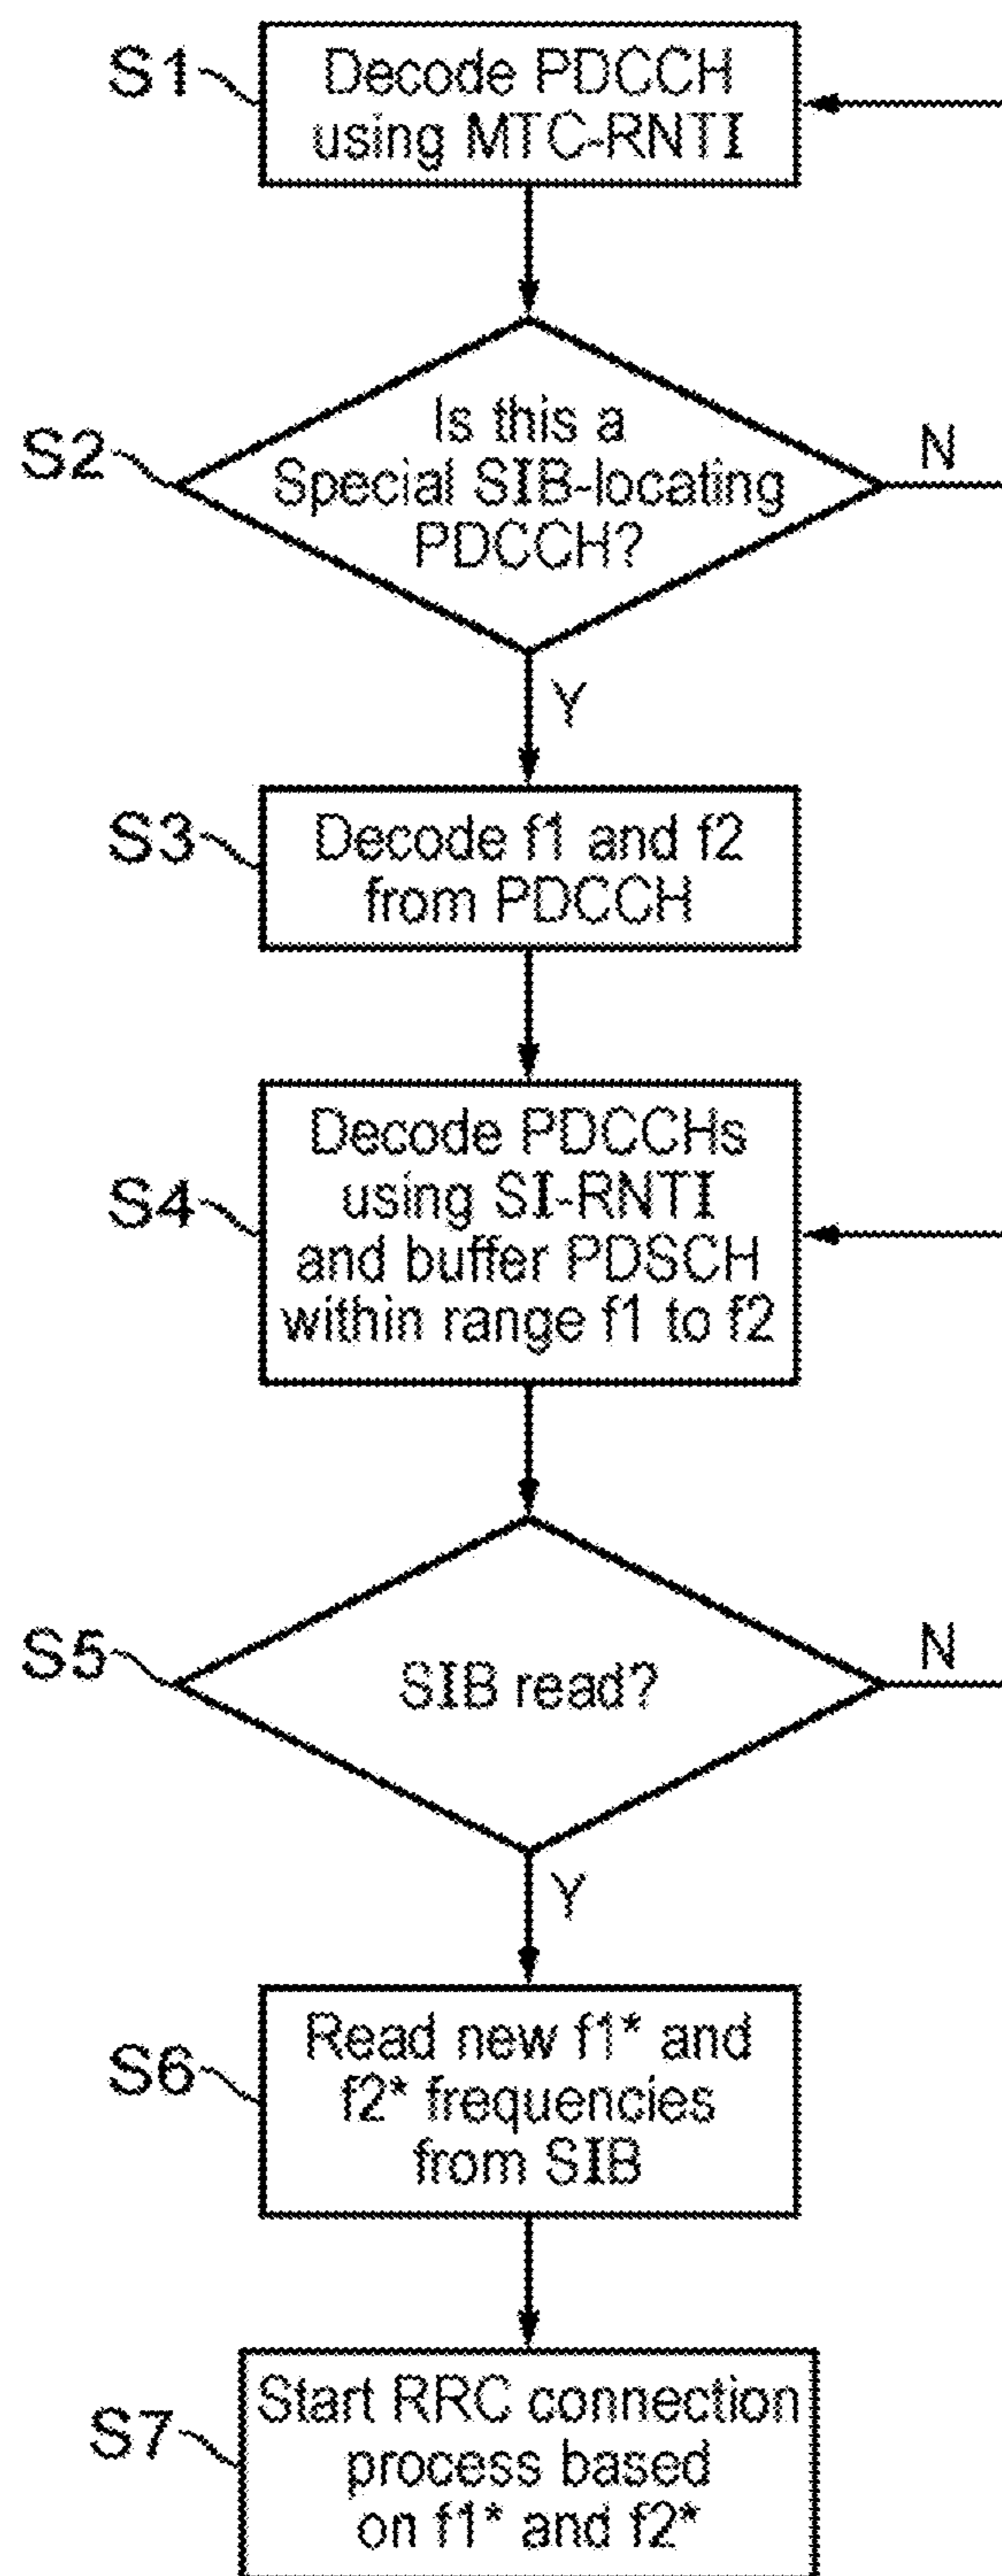 S1
Decode PDCCH
using MTC-RNTI
S2
Is this a
Special SIB-locating
PDCCH?
N
Y
S3
Decode f1 and f2
from PDCCH
S4
Decode PDCCHs
using SI-RNTI
and buffer PDSCH
within range f1 to f2
S5
SIB read?
N
Y
S6
Read new f1* and
f2* frequencies
from SIB
S7
Start RRC connection
process based
on f1* and f2*